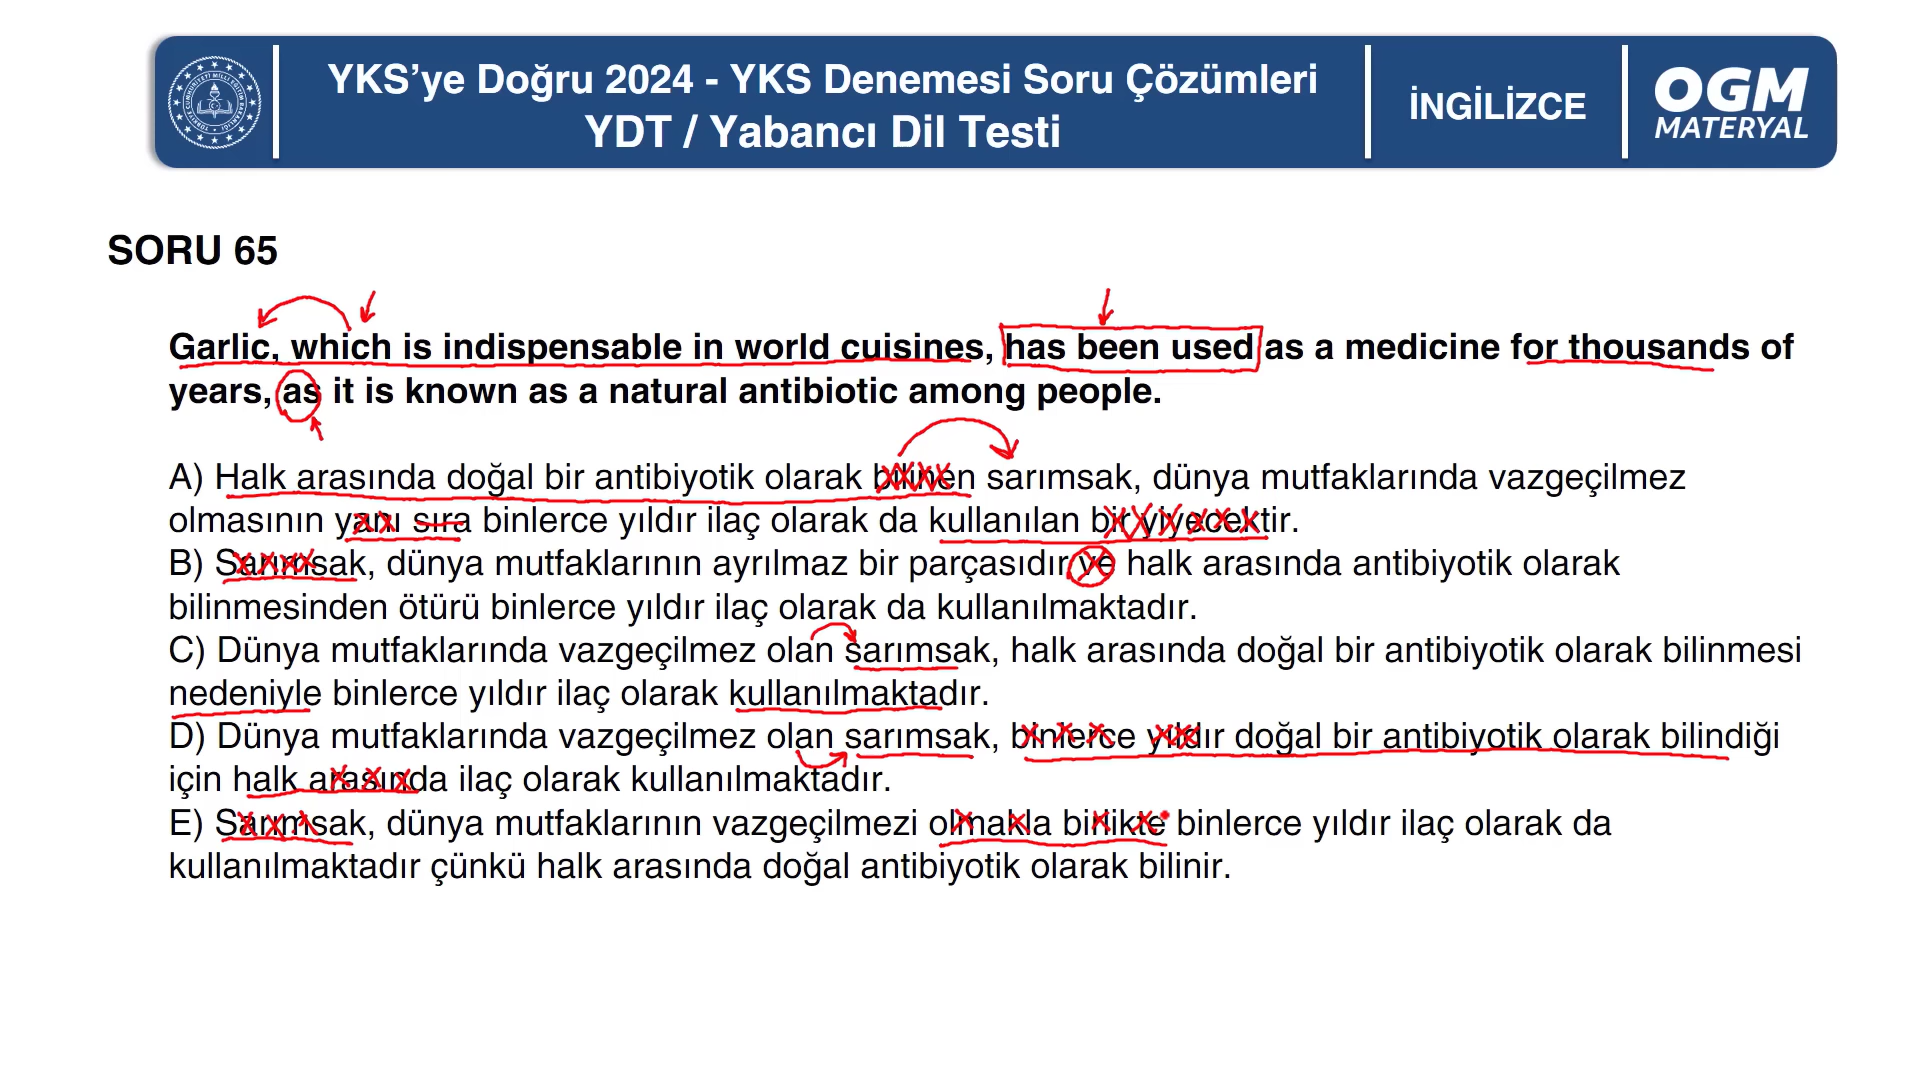 YKS’ye Doğru 2024 - YKS Denemesi Soru Çözümleri
YDT / Yabancı Dil Testi
İNGİLİZCE
OGM
MATERYAL
SORU 65
Garlic, which is indispensable in world cuisines, has been used as a medicine for thousands of
years, as it is known as a natural antibiotic among people.
A) Halk arasında doğal bir antibiyotik olarak bilinen sarımsak, dünya mutfaklarında vazgeçilmez
olmasının yanı sıra binlerce yıldır ilaç olarak da kullanılan bir yiyecektir.
B) Sarımsak, dünya mutfaklarının ayrılmaz bir parçasıdır ve halk arasında antibiyotik olarak
bilinmesinden ötürü binlerce yıldır ilaç olarak da kullanılmaktadır.
C) Dünya mutfaklarında vazgeçilmez olan sarımsak, halk arasında doğal bir antibiyotik olarak bilinmesi
nedeniyle binlerce yıldır ilaç olarak kullanılmaktadır.
D) Dünya mutfaklarında vazgeçilmez olan sarımsak, binlerce yıldır doğal bir antibiyotik olarak bilindiği
için halk arasında ilaç olarak kullanılmaktadır.
E) Sarımsak, dünya mutfaklarının vazgeçilmezi olmakla birlikte binlerce yıldır ilaç olarak da
kullanılmaktadır çünkü halk arasında doğal antibiyotik olarak bilinir.